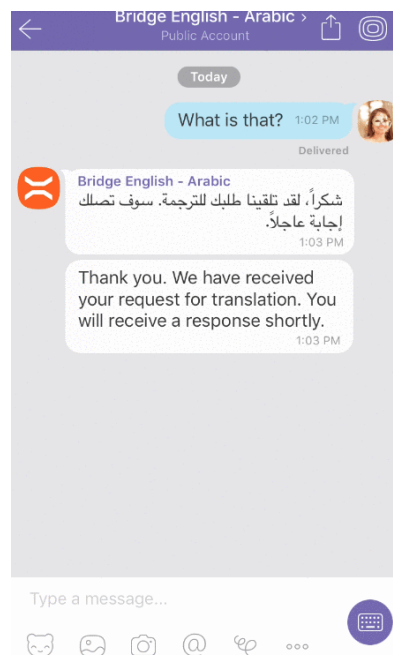 Bridge English - Arabic >
Public Account
Today
What is that? 1:02 PM
Delivered
Bridge English - Arabic
شكراً، لقد تلقينا طلبك للترجمة. سوف تصلك
إجابة عاجلاً.
1:03 PM
Thank you. We have received
your request for translation. You
will receive a response shortly.
1:03 PM
Type a message...